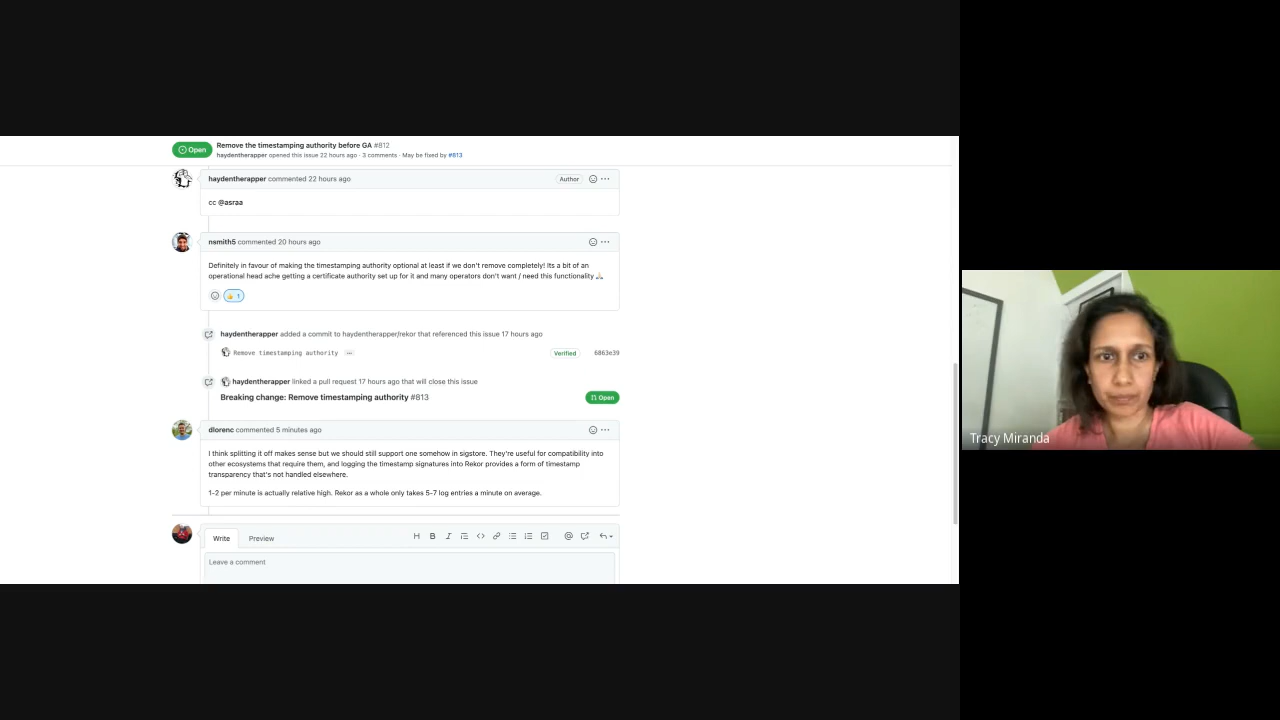 Open
Remove the timestamping authority before GA #812
haydentherapper opened this issue 22 hours ago · 3 comments · May be fixed by #813
haydentherapper commented 22 hours ago
Author
cc @asraa
nsmith5 commented 20 hours ago
Definitely in favour of making the timestamping authority optional at least if we don't remove completely! Its a bit of an
operational head ache getting a certificate authority set up for it and many operators don't want / need this functionality 🙏
👍 1
haydentherapper added a commit to haydentherapper/rekor that referenced this issue 17 hours ago
Remove timestamping authority ...
Verified
6863e39
haydentherapper linked a pull request 17 hours ago that will close this issue
Breaking change: Remove timestamping authority #813
Open
dlorenc commented 5 minutes ago
I think splitting it off makes sense but we should still support one somehow in sigstore. They're useful for compatibility into
other ecosystems that require them, and logging the timestamp signatures into Rekor provides a form of timestamp
transparency that's not handled elsewhere.
1-2 per minute is actually relative high. Rekor as a whole only takes 5-7 log entries a minute on average.
Write
Preview
Leave a comment
Tracy Miranda